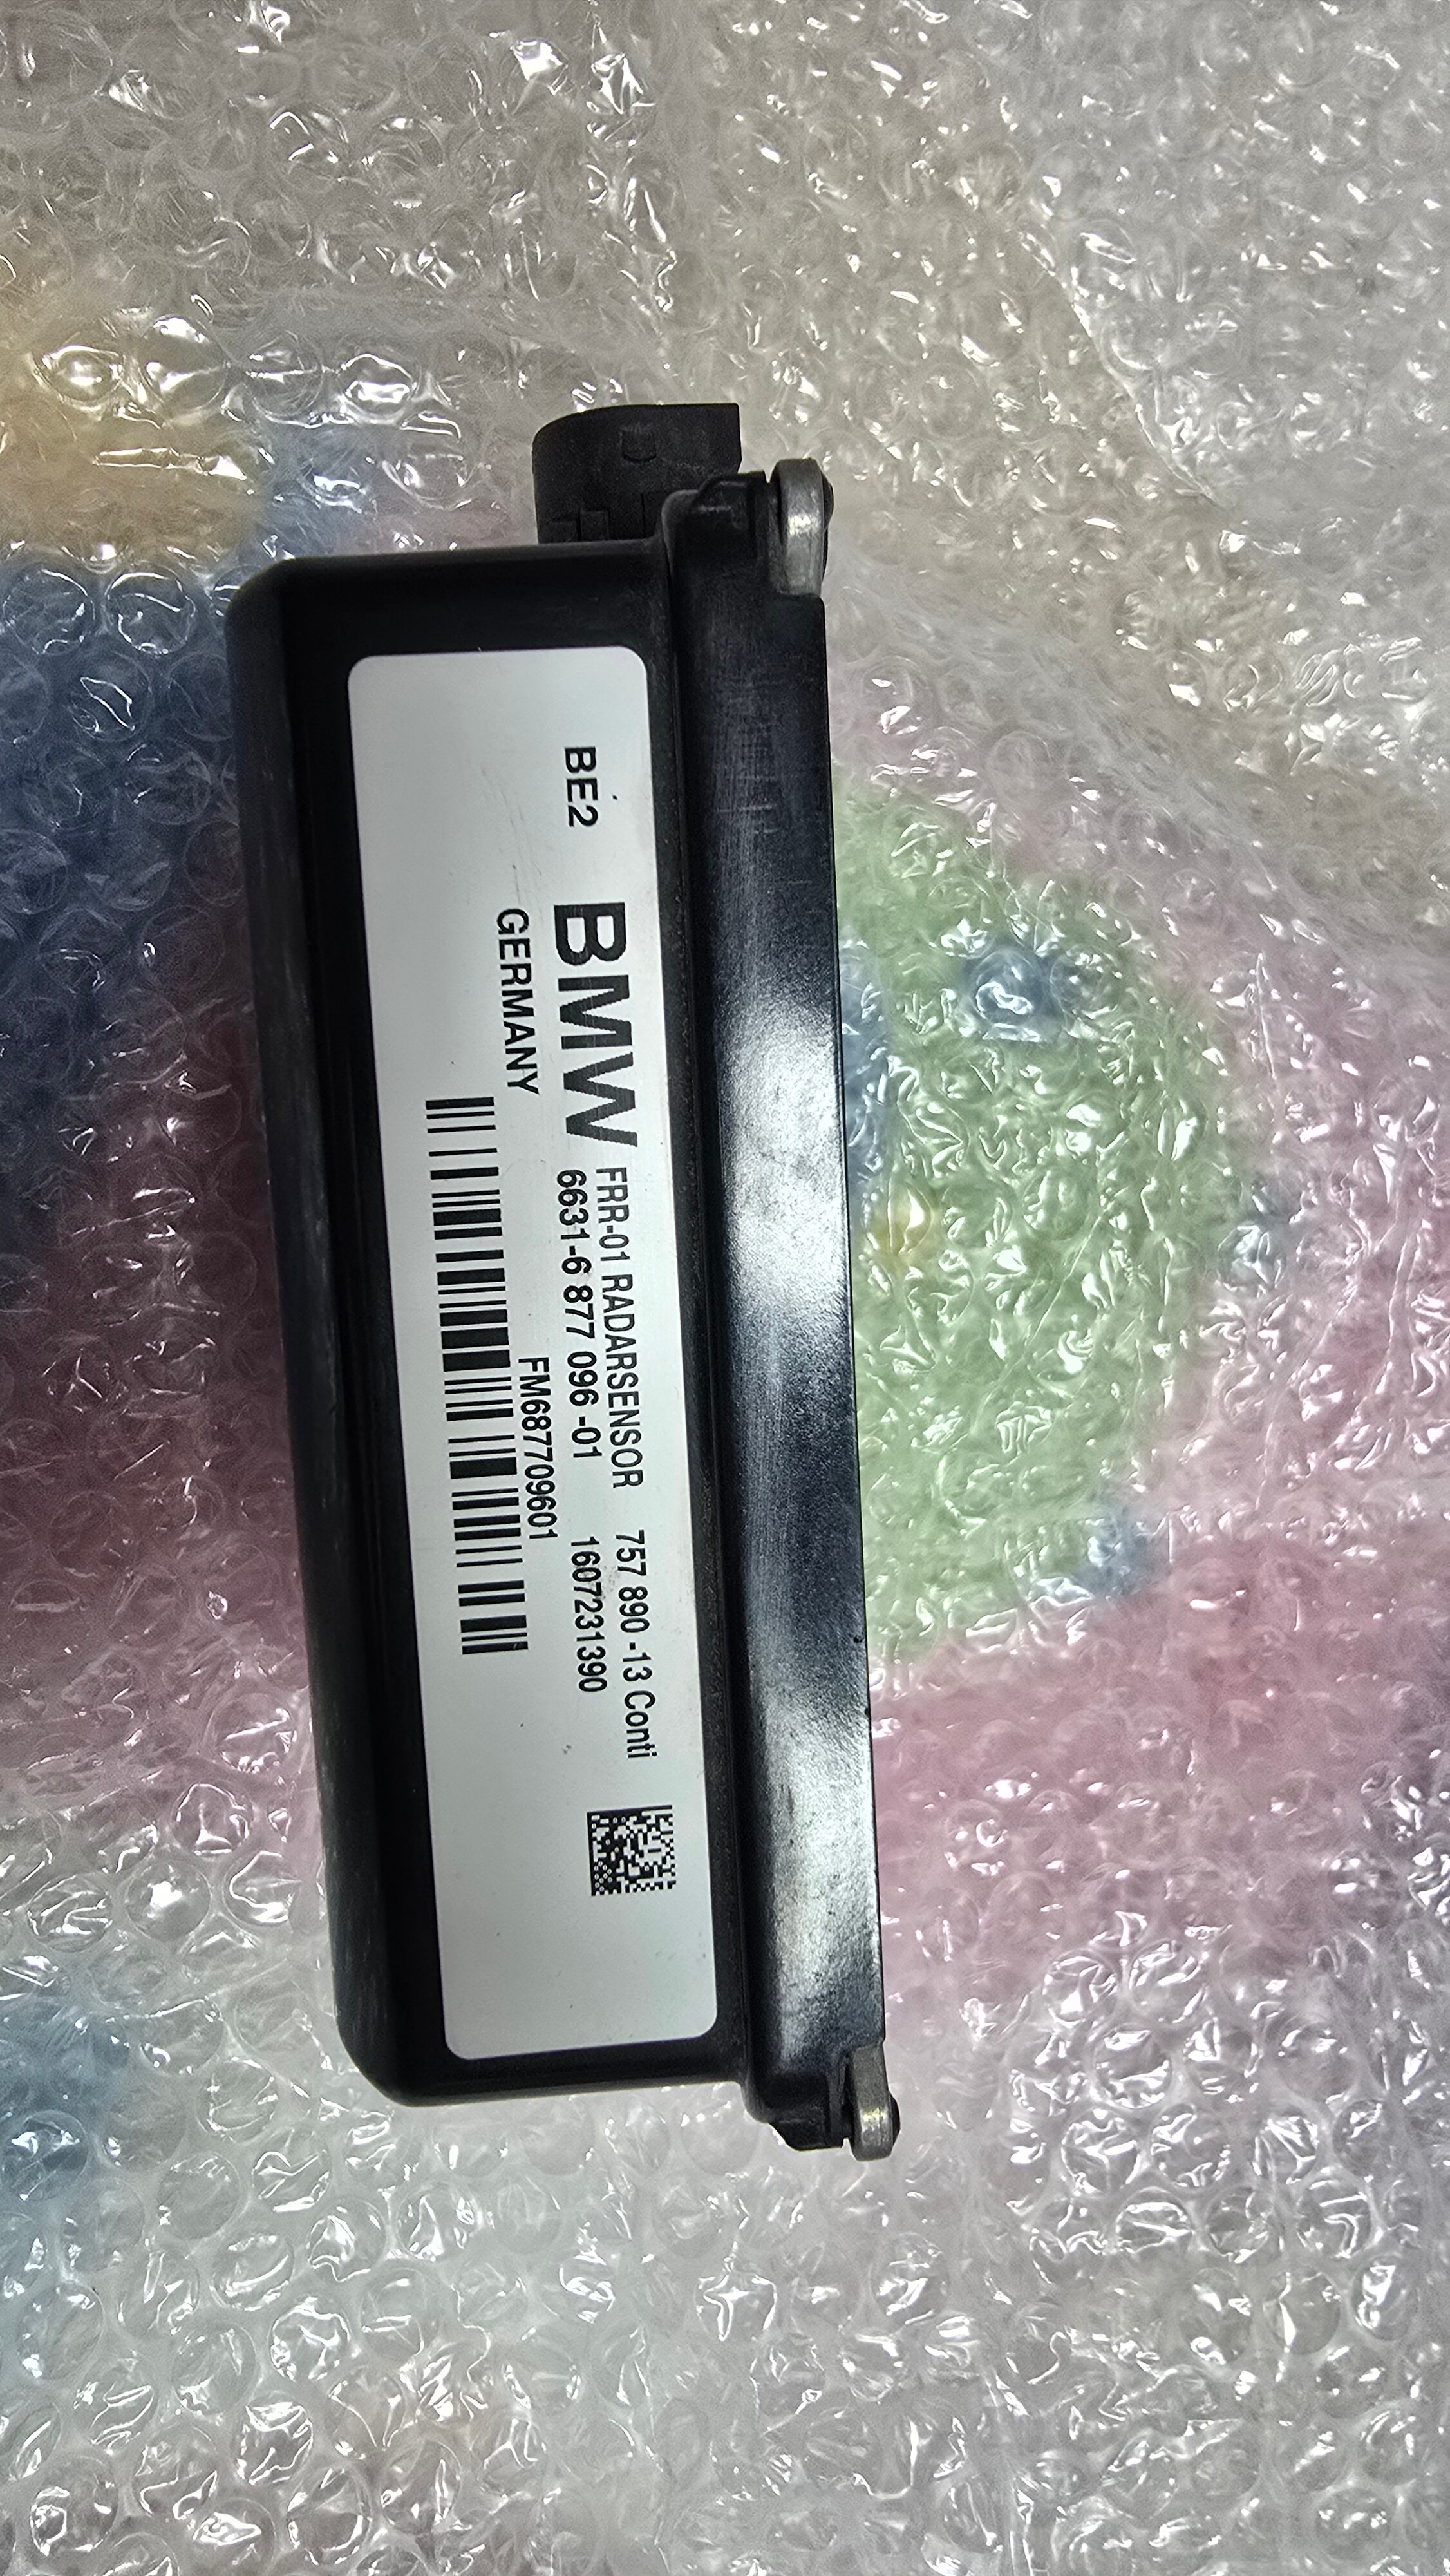 BE2
BMW
GERMANY
FRR-01 RADARSENSOR 757 890 -13 Conti
6631-6 877 096 -01 1607231390
FM687709601